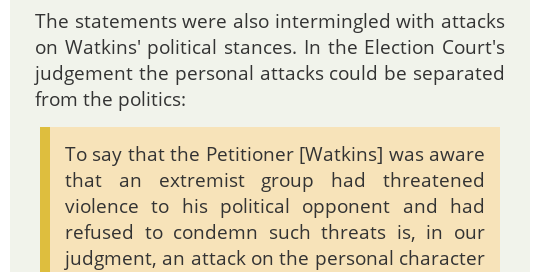 The statements were also intermingled with attacks
on Watkins' political stances. In the Election Court's
judgement the personal attacks could be separated
from the politics:
To say that the Petitioner [Watkins] was aware
that an extremist group had threatened
violence to his political opponent and had
refused to condemn such threats is, in our
judgment, an attack on the personal character